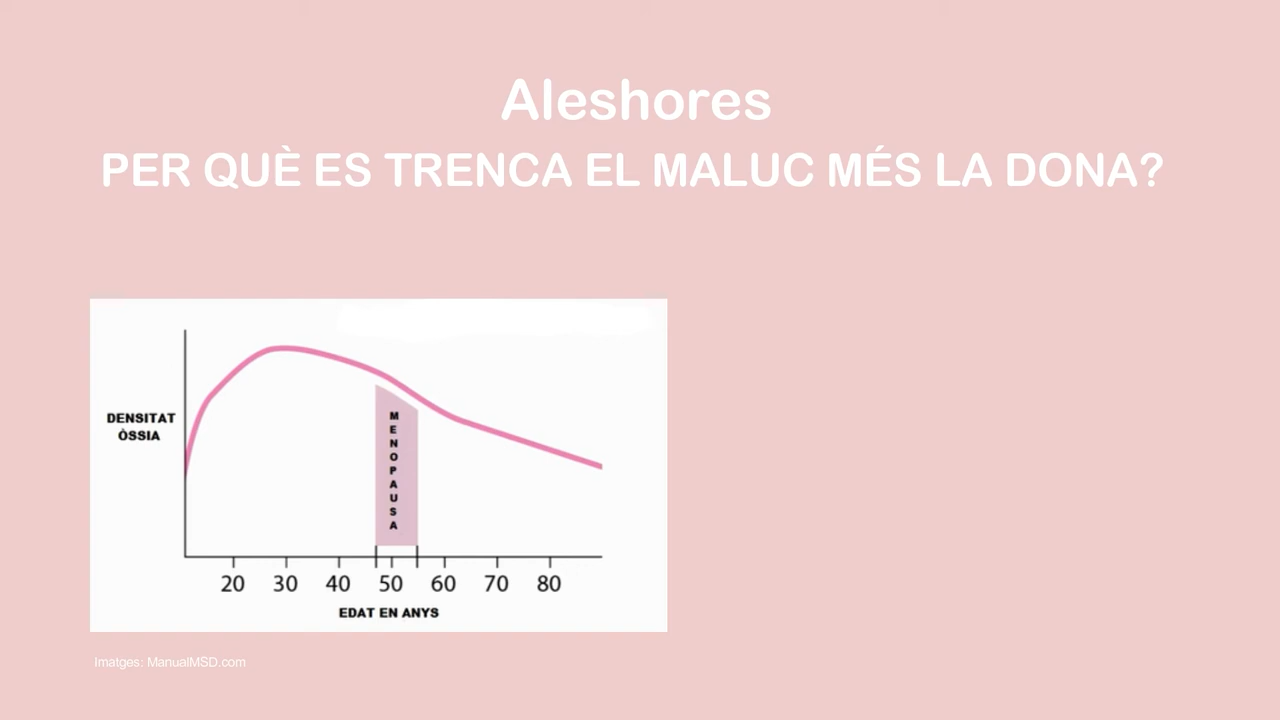 Aleshores
PER QUÈ ES TRENCA EL MALUC MÉS LA DONA?
DENSITAT
ÒSSIA
MENOPAUSA
20 30 40 50 60 70 80
EDAT EN ANYS
Imatges: ManualMSD.com